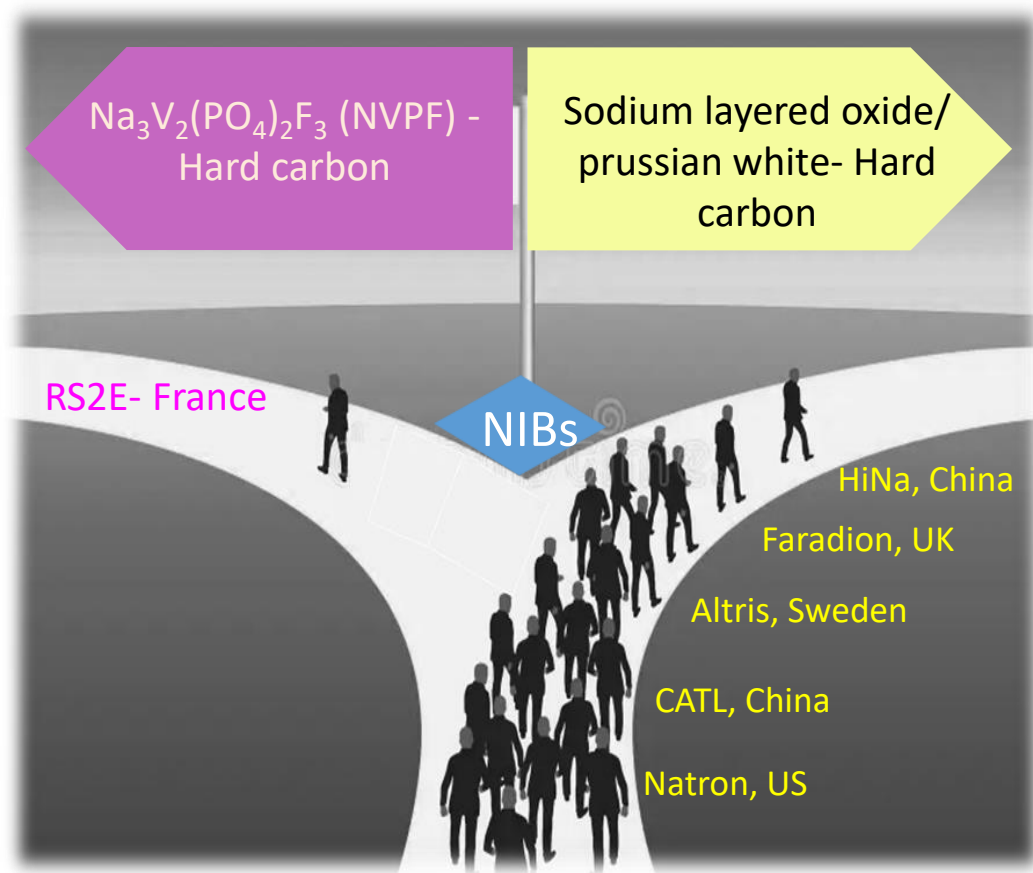 Na₃V₂(PO₄)₂F₃ (NVPF) -
Hard carbon
Sodium layered oxide/
prussian white- Hard
carbon
RS2E- France
NIBs
HiNa, China
Faradion, UK
Altris, Sweden
CATL, China
Natron, US